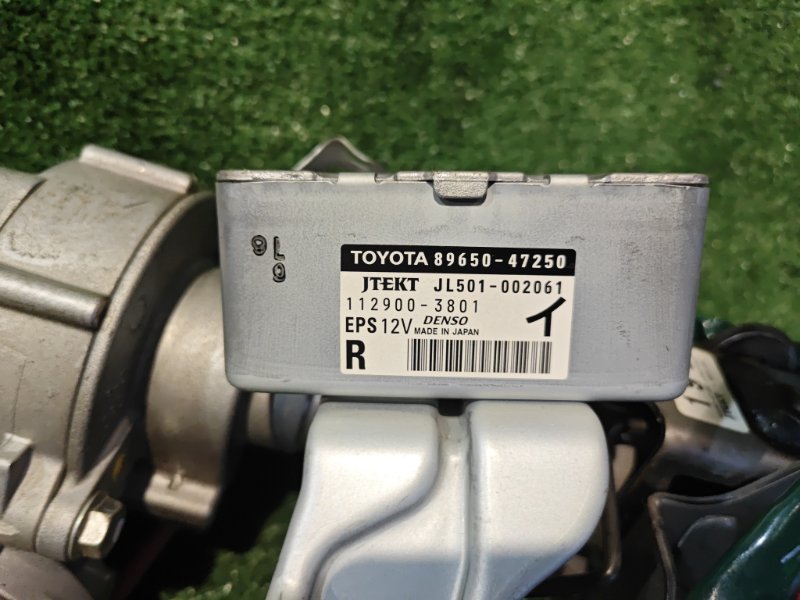 TOYOTA 89650-47250
JTEKT JL501-002061
112900-3801 イ
EPS 12V DENSO
MADE IN JAPAN
R